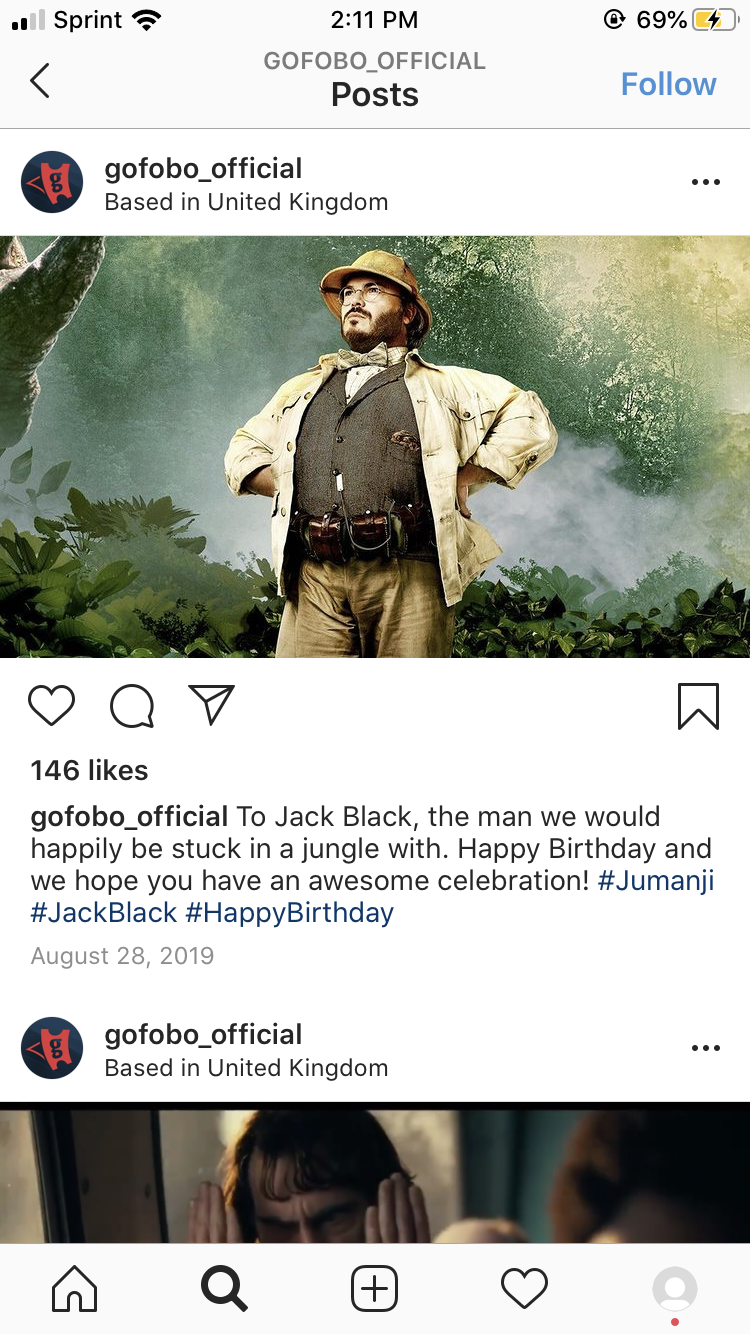 Sprint 2:11 PM 69%
GOFOBO_OFFICIAL
Posts
Follow
g
gofobo_official
Based in United Kingdom
146 likes
gofobo_official To Jack Black, the man we would
happily be stuck in a jungle with. Happy Birthday and
we hope you have an awesome celebration! #Jumanji
#JackBlack #HappyBirthday
August 28, 2019
g
gofobo_official
Based in United Kingdom